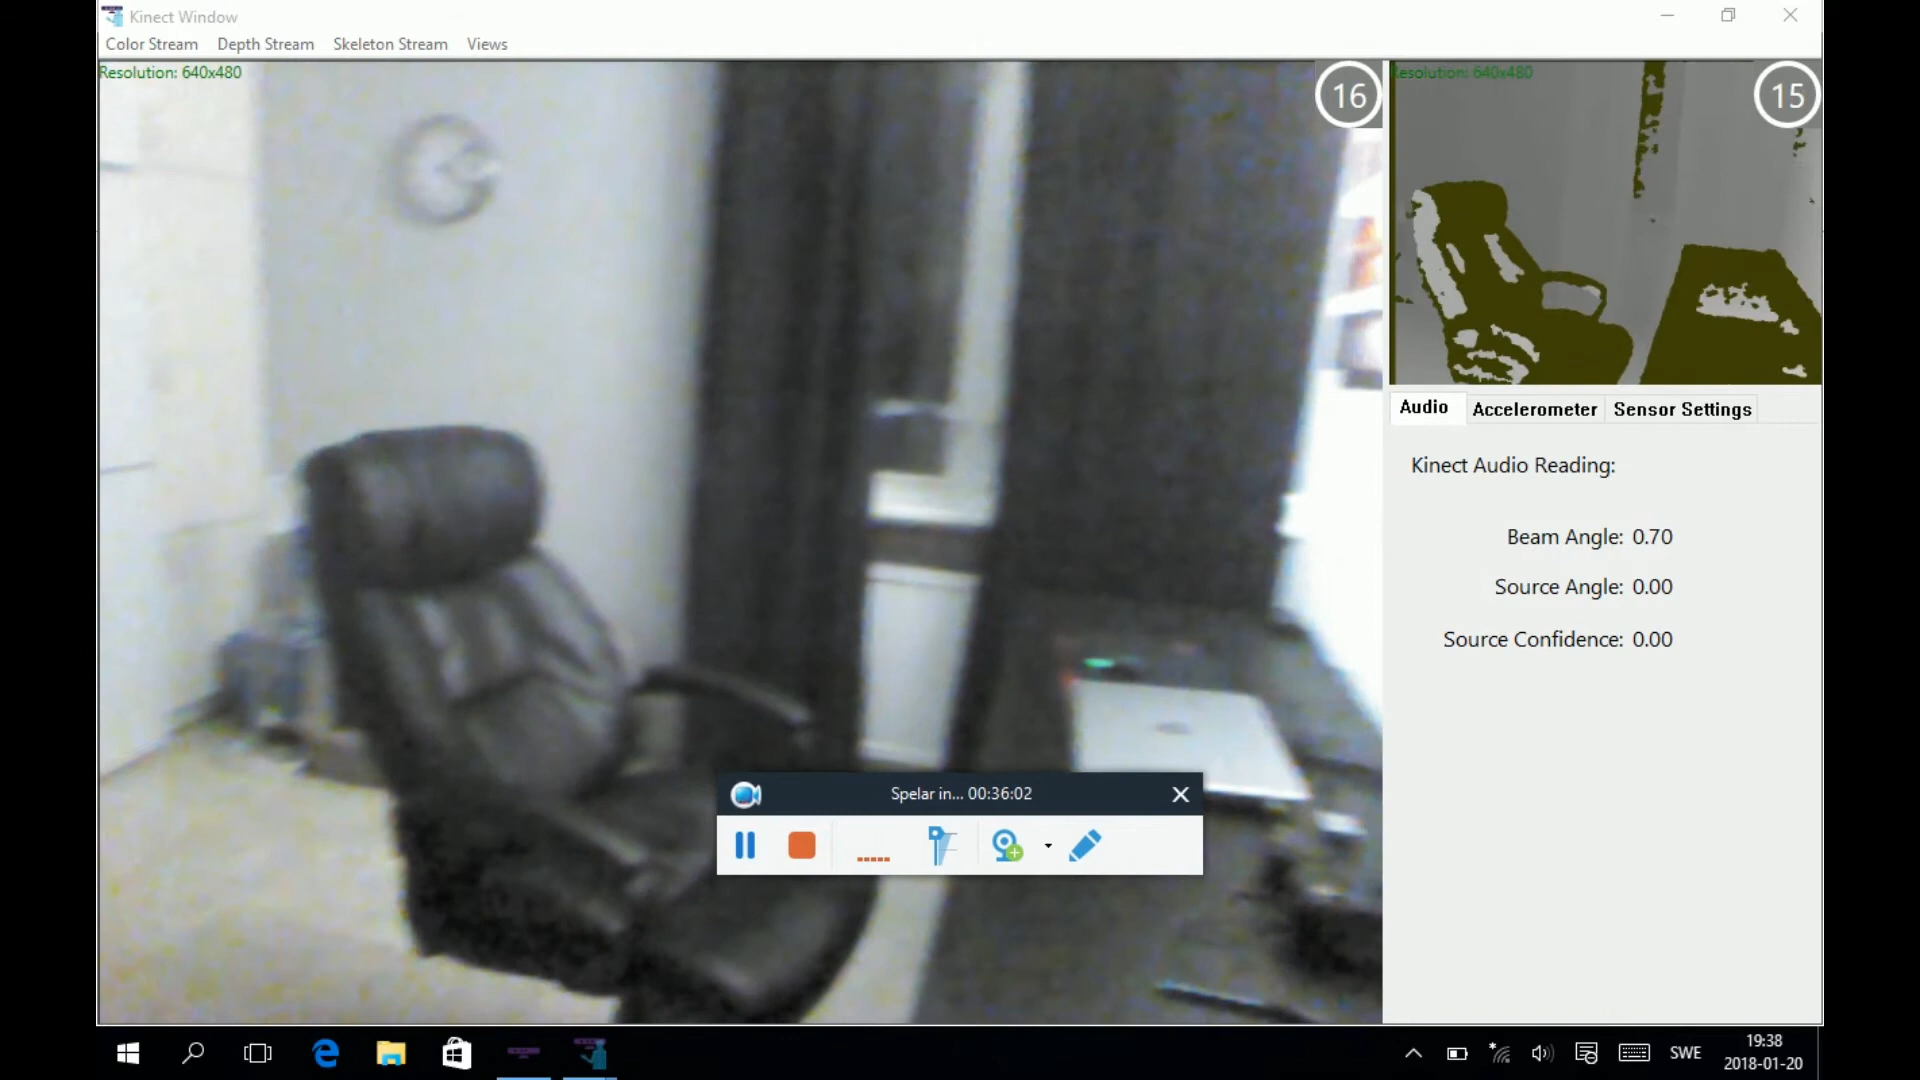 Kinect Window
Color Stream Depth Stream Skeleton Stream Views
Resolution: 640x480
16
Resolution: 640x480
15
Audio Accelerometer Sensor Settings
Kinect Audio Reading:
Beam Angle: 0.70
Source Angle: 0.00
Source Confidence: 0.00
Spelar in... 00:36:02
SWE
19:38
2018-01-20